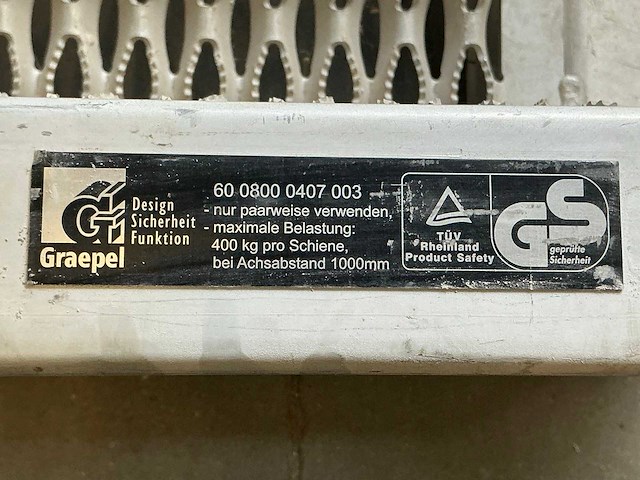 Graepel
Design
Sicherheit
Funktion
60 0800 0407 003
- nur paarweise verwenden,
- maximale Belastung:
400 kg pro Schiene,
bei Achsabstand 1000mm
TÜV
Rheinland
Product Safety
GS
geprüfte
Sicherheit